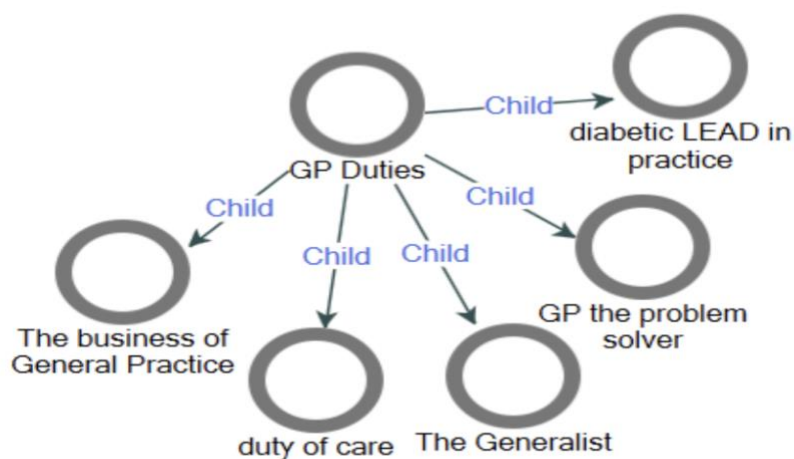 Child
diabetic LEAD in
practice
GP Duties
Child
Child
Child
Child
GP the problem
solver
The business of
General Practice
duty of care
The Generalist